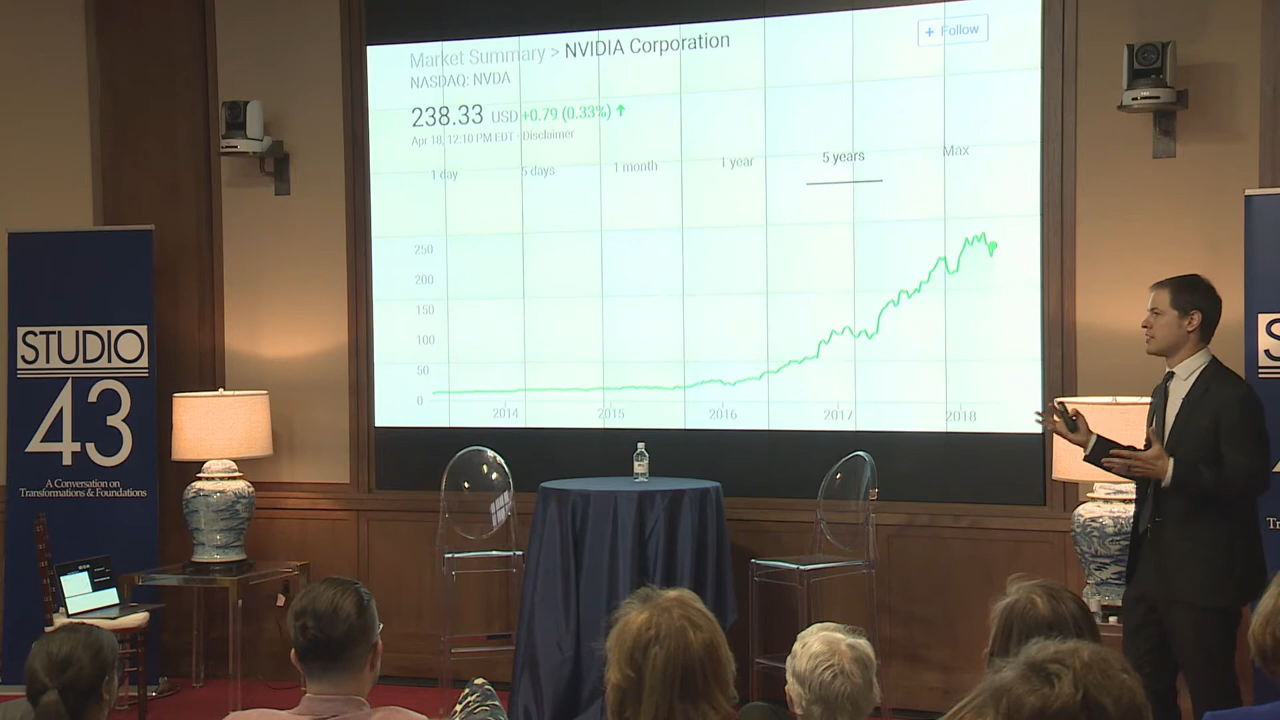 Market Summary > NVIDIA Corporation
+ Follow
NASDAQ: NVDA
238.33 USD +0.79 (0.33%) ↑
Apr 18, 12:10 PM EDT · Disclaimer
1 day 5 days 1 month 1 year 5 years Max
250
200
150
100
50
0
2014 2015 2016 2017 2018
STUDIO
43
A Conversation on
Transformations & Foundations